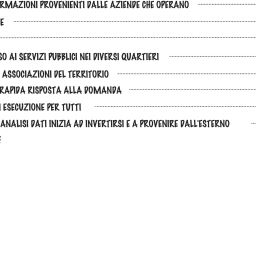 RMAZIONI PROVENIENTI DALLE AZIENDE CHE OPERANO
E
SO AI SERVIZI PUBBLICI NEI DIVERSI QUARTIERI
ASSOCIAZIONI DEL TERRITORIO
RAPIDA RISPOSTA ALLA DOMANDA
I ESECUZIONE PER TUTTI
ANALISI DATI INIZIA AD INVERTIRSI E A PROVENIRE DALL'ESTERNO